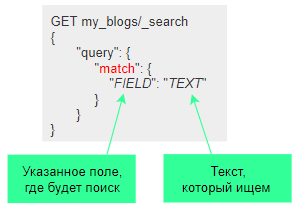 GET my_blogs/_search
{
"query": {
"match": {
"FIELD": "TEXT"
}
}
}
Указанное поле,
где будет поиск
Текст,
который ищем